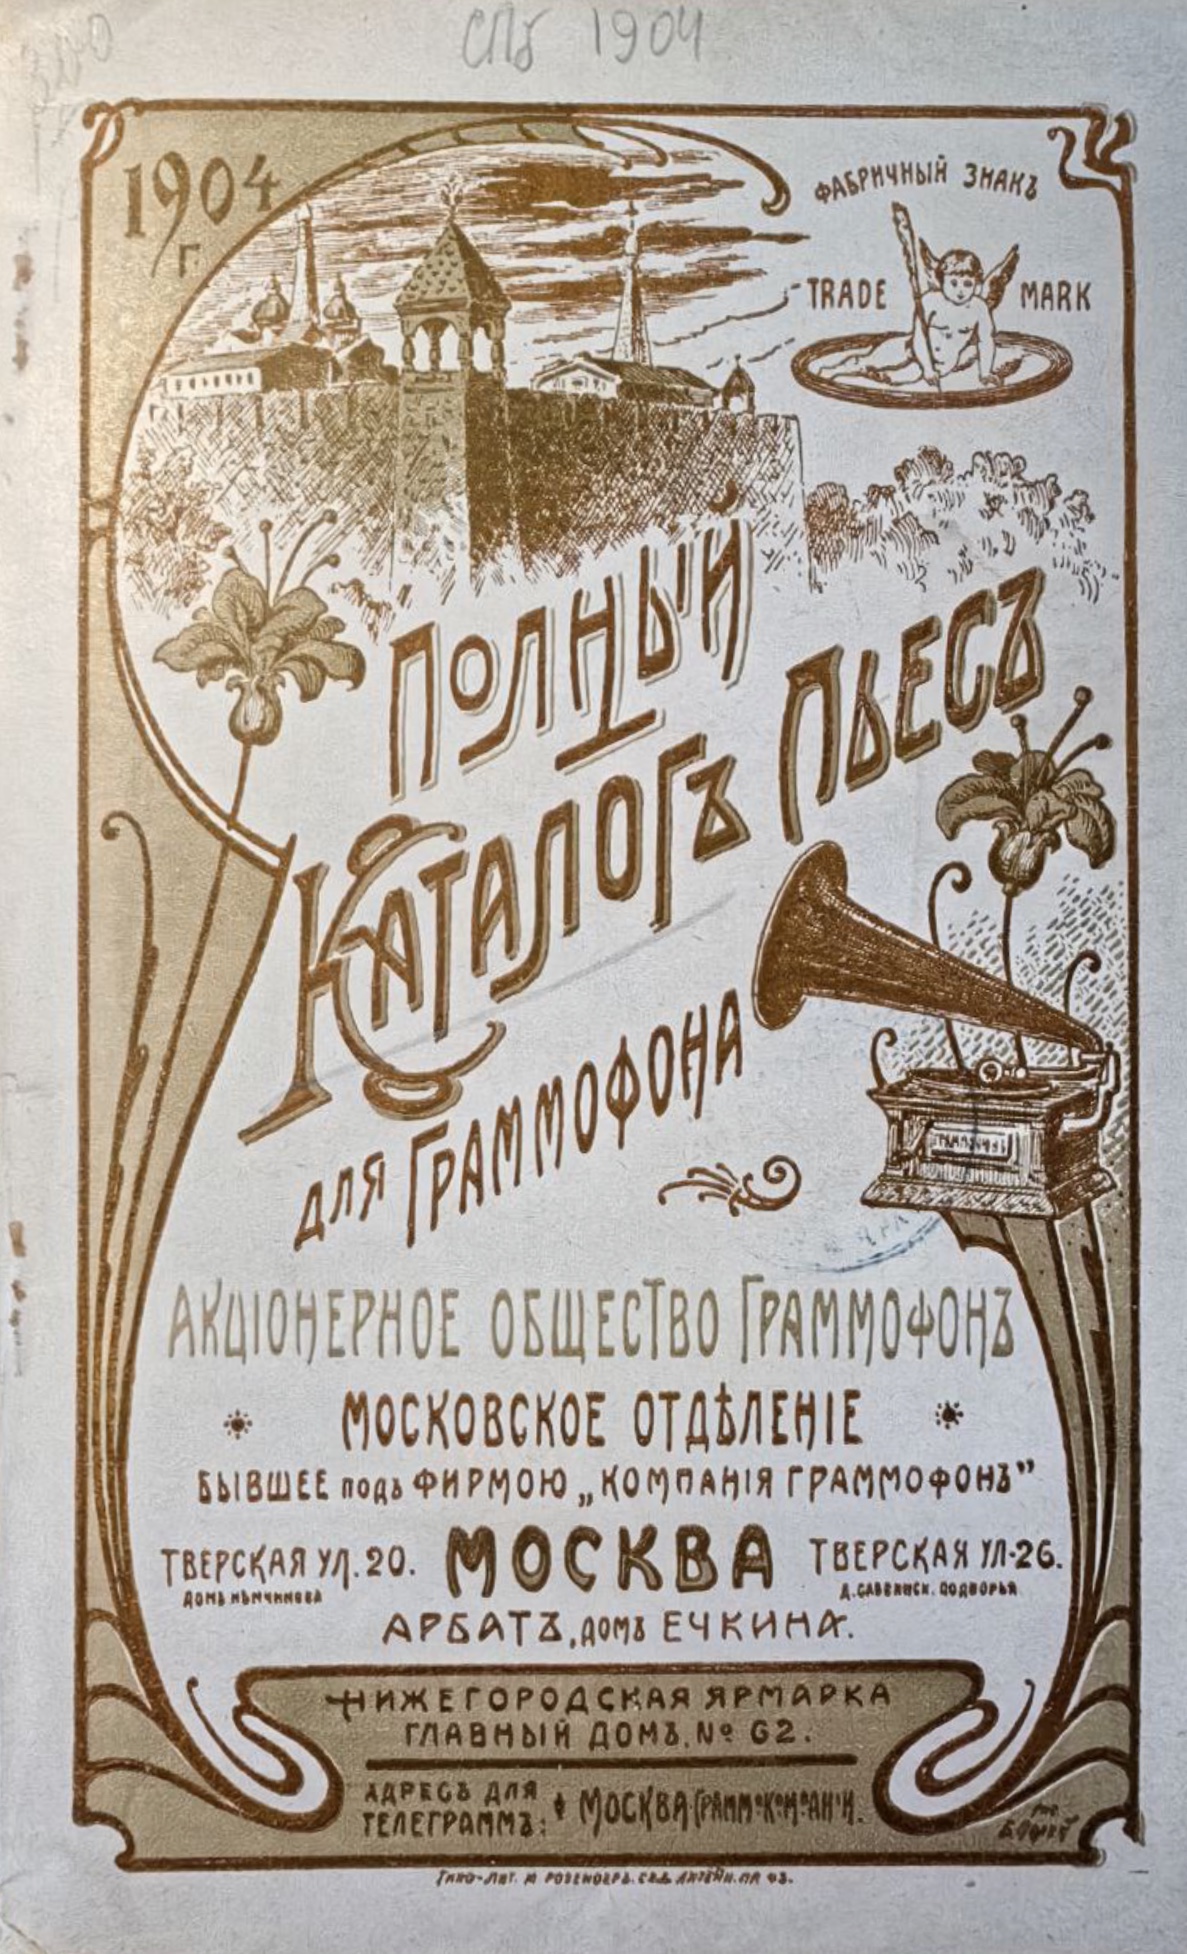 СПб 1904
1904
г.
ФАБРИЧНЫЙ ЗНАКЪ
TRADE MARK
ПОЛНЫЙ
КАТАЛОГЪ ПЬЕСЪ
для ГРАММОФОНА
АКЦІОНЕРНОЕ ОБЩЕСТВО ГРАММОФОНЪ
МОСКОВСКОЕ ОТДѢЛЕНІЕ
БЫВШЕЕ подъ ФИРМОЮ „КОМПАНІЯ ГРАММОФОНЪ"
ТВЕРСКАЯ УЛ. 20. МОСКВА ТВЕРСКАЯ УЛ-26.
ДОМЪ НѢМЧИНОВА Д. САВВИНСК. ПОДВОРЬЯ
АРБАТЪ, ДОМЪ ЕЧКИНА.
НИЖЕГОРОДСКАЯ ЯРМАРКА
ГЛАВНЫЙ ДОМЪ, № 62.
АДРЕСЪ ДЛЯ
ТЕЛЕГРАММЪ: МОСКВА